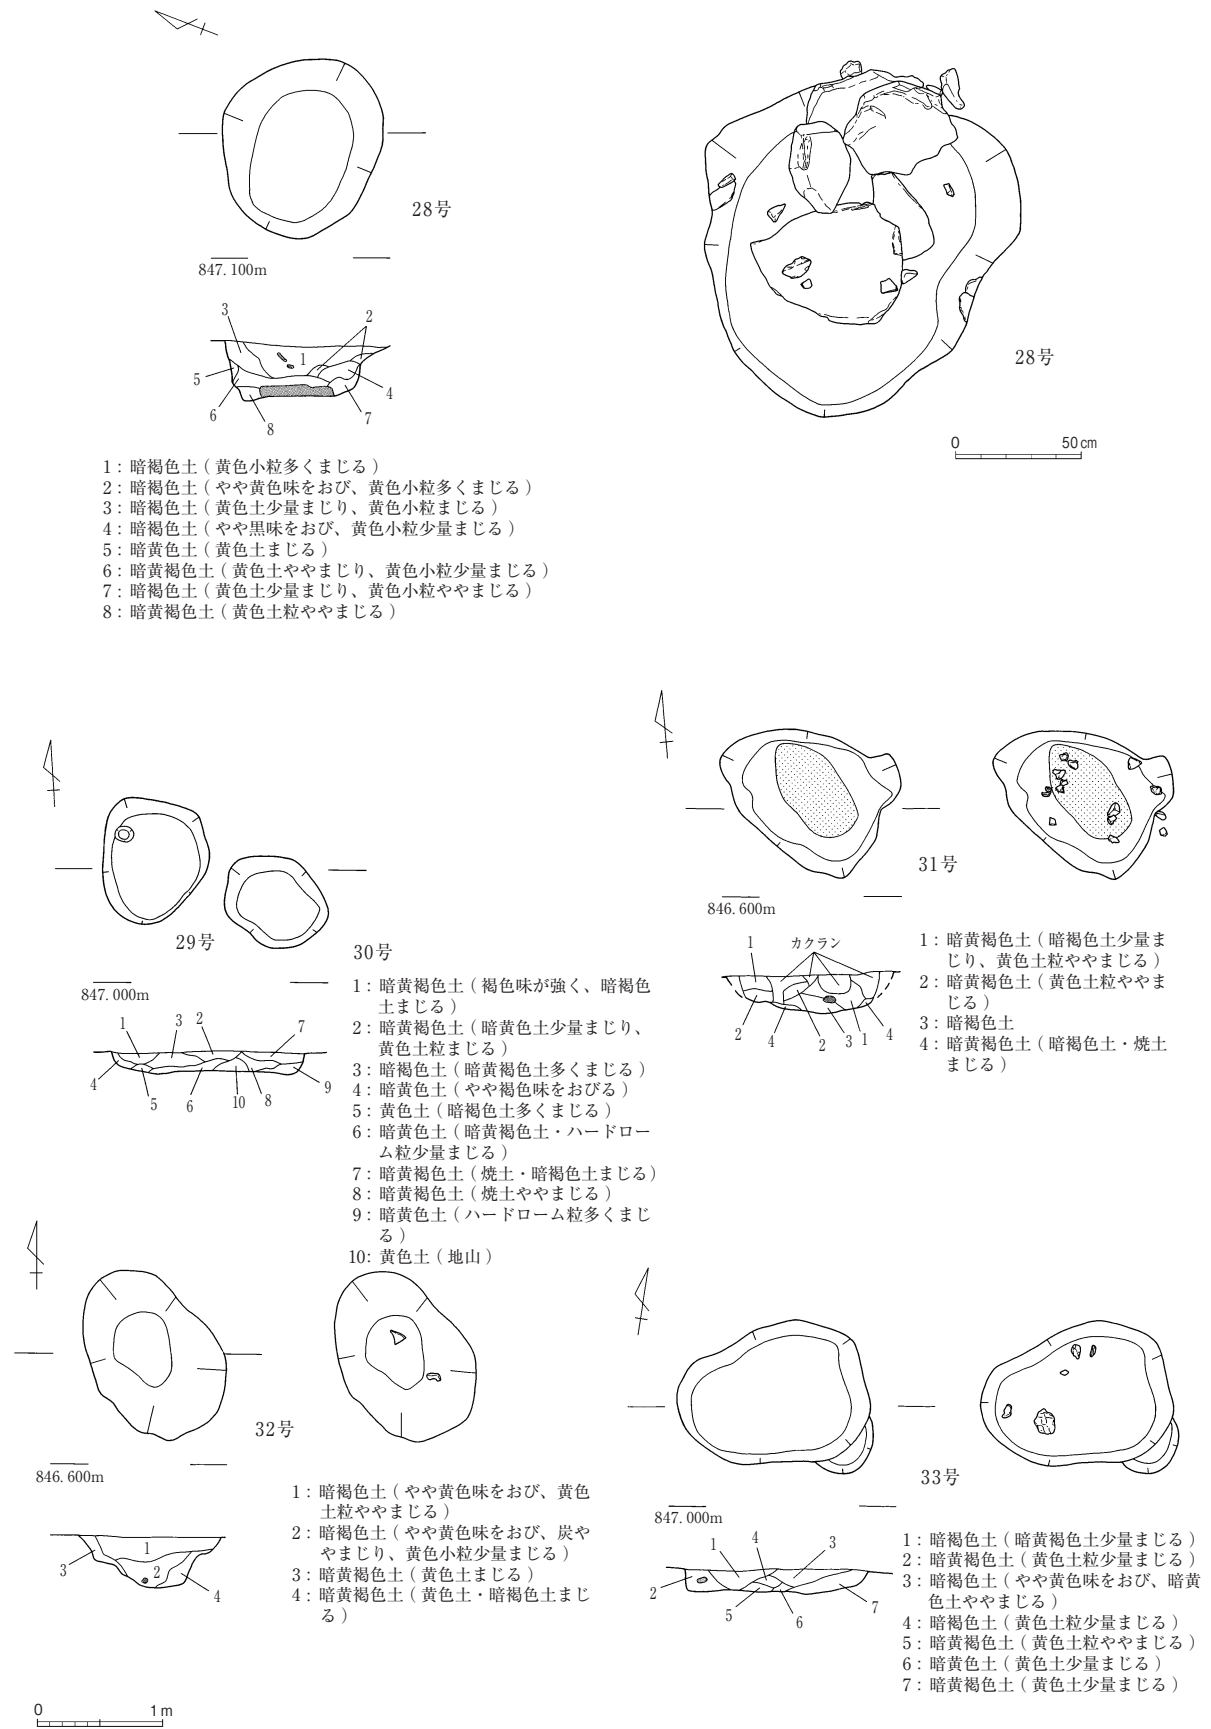 28号
847.100m
3
2
1
5
4
6
7
8
1：暗褐色土（黄色小粒多くまじる）
2：暗褐色土（やや黄色味をおび、黄色小粒多くまじる）
3：暗褐色土（黄色土少量まじり、黄色小粒まじる）
4：暗褐色土（やや黒味をおび、黄色小粒少量まじる）
5：暗黄色土（黄色土まじる）
6：暗黄褐色土（黄色土ややまじり、黄色小粒少量まじる）
7：暗褐色土（黄色土少量まじり、黄色小粒ややまじる）
8：暗黄褐色土（黄色土粒ややまじる）
28号
0 50cm
29号
30号
847.000m
1 3 2 7
4 9
5 6 10 8
1：暗黄褐色土（褐色味が強く、暗褐色
土まじる）
2：暗黄褐色土（暗黄色土少量まじり、
黄色土粒まじる）
3：暗褐色土（暗黄褐色土多くまじる）
4：暗黄色土（やや褐色味をおびる）
5：黄色土（暗褐色土多くまじる）
6：暗黄色土（暗黄褐色土・ハードロー
ム粒少量まじる）
7：暗黄褐色土（焼土・暗褐色土まじる）
8：暗黄褐色土（焼土ややまじる）
9：暗黄色土（ハードローム粒多くまじ
る）
10：黄色土（地山）
31号
846.600m
1 カクラン
2 4 2 3 1 4
1：暗黄褐色土（暗褐色土少量ま
じり、黄色土粒ややまじる）
2：暗黄褐色土（黄色土粒ややま
じる）
3：暗褐色土
4：暗黄褐色土（暗褐色土・焼土
まじる）
32号
846.600m
1
3 2
4
1：暗褐色土（やや黄色味をおび、黄色
土粒ややまじる）
2：暗褐色土（やや黄色味をおび、炭や
やまじり、黄色小粒少量まじる）
3：暗黄褐色土（黄色土まじる）
4：暗黄褐色土（黄色土・暗褐色土まじ
る）
0 1m
33号
847.000m
1 4 3
2
5 6 7
1：暗褐色土（暗黄褐色土少量まじる）
2：暗黄褐色土（黄色土粒少量まじる）
3：暗褐色土（やや黄色味をおび、暗黄
色土ややまじる）
4：暗褐色土（黄色土粒少量まじる）
5：暗黄褐色土（黄色土粒ややまじる）
6：暗黄色土（黄色土少量まじる）
7：暗黄褐色土（黄色土少量まじる）